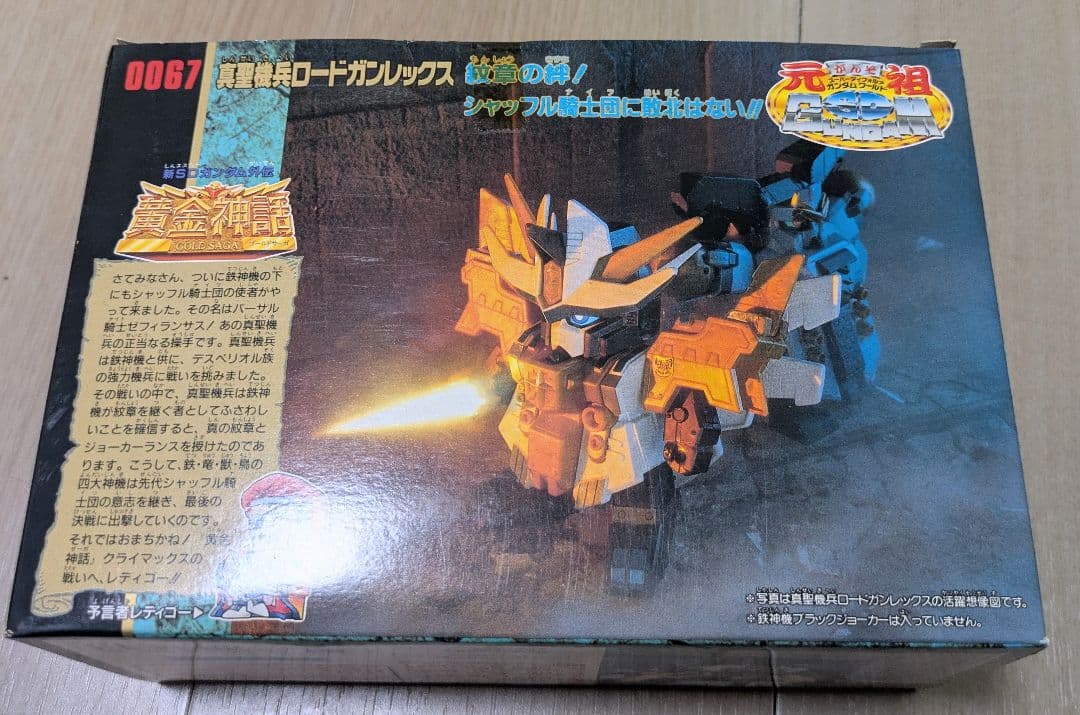 0067
真聖機兵ロードガンレックス
紋章の絆!
シャッフル騎士団に敗北はない!!
元祖
がんそ
スーパーディフォルメ
ガンダムワールド
SD
GUNDAM
新SDガンダム外伝
黄金神話
GOLD SAGA ゴールドサーガ
さてみなさん、ついに鉄神機の下
にもシャッフル騎士団の使者がや
って来ました。その名はバーサル
騎士ゼフィランサス!あの真聖機
兵の正当なる操手です。真聖機兵
は鉄神機と供に、デスペリオル族
の強力機兵に戦いを挑みました。
その戦いの中で、真聖機兵は鉄神
機が紋章を継ぐ者としてふさわし
いことを確信すると、真の紋章と
ジョーカーランスを授けたのであ
ります。こうして、鉄・竜・獣・鳥の
四大神機は先代シャッフル騎
士団の意志を継ぎ、最後の
決戦に出撃していくのです。
それではおまちかね!「黄金
神話」クライマックスの
戦いへ、レディゴー!!
予言者レティコー▶
※写真は真聖機兵ロードガンレックスの活躍想像図です。
※鉄神機ブラックジョーカーは入っていません。